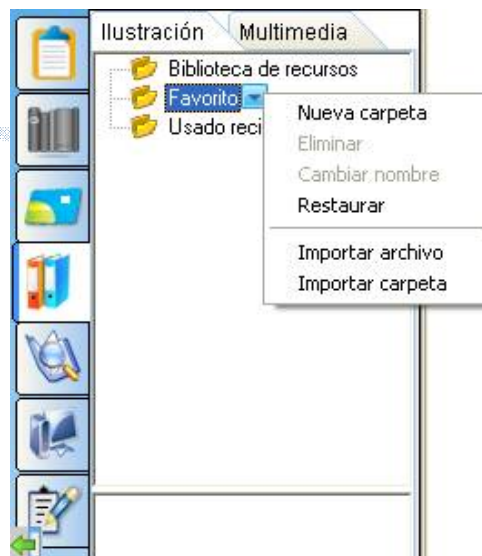 Ilustración Multimedia
Biblioteca de recursos
Favorito
Usado reci
Nueva carpeta
Eliminar
Cambiar nombre
Restaurar
Importar archivo
Importar carpeta